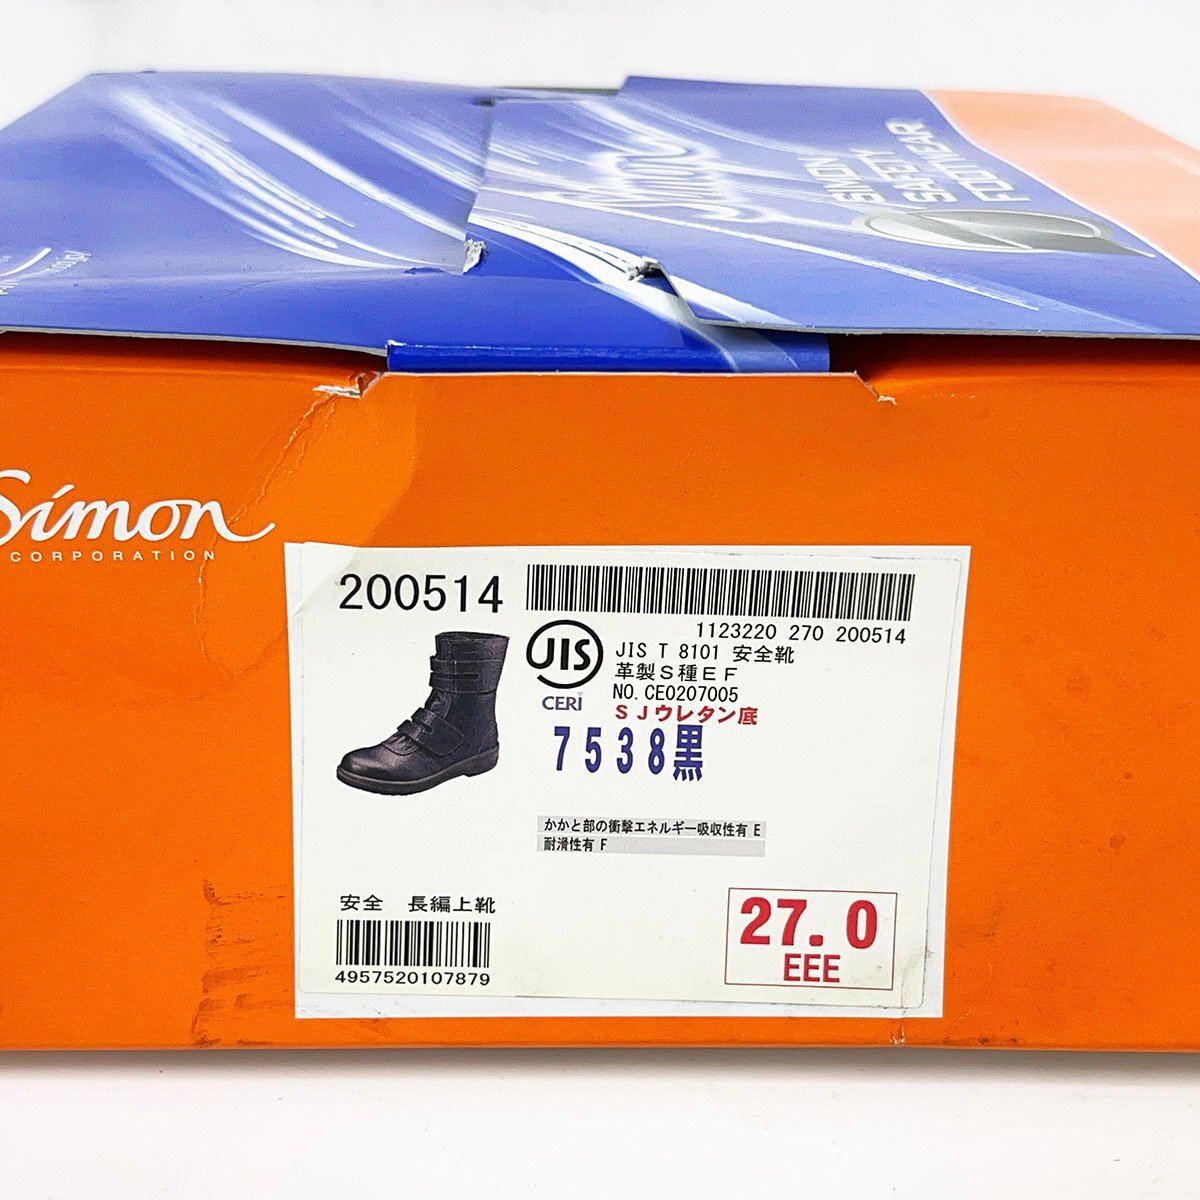 Simon
SIMON
SAFETY
FOOTWEAR
Simon
CORPORATION
200514
1123220 270 200514
JIS
CERI
JIS T 8101 安全靴
革製S種EF
NO.CE0207005
SJウレタン底
7538黒
かかと部の衝撃エネルギー吸収性有 E
耐滑性有 F
安全 長編上靴
4957520107879
27.0
EEE